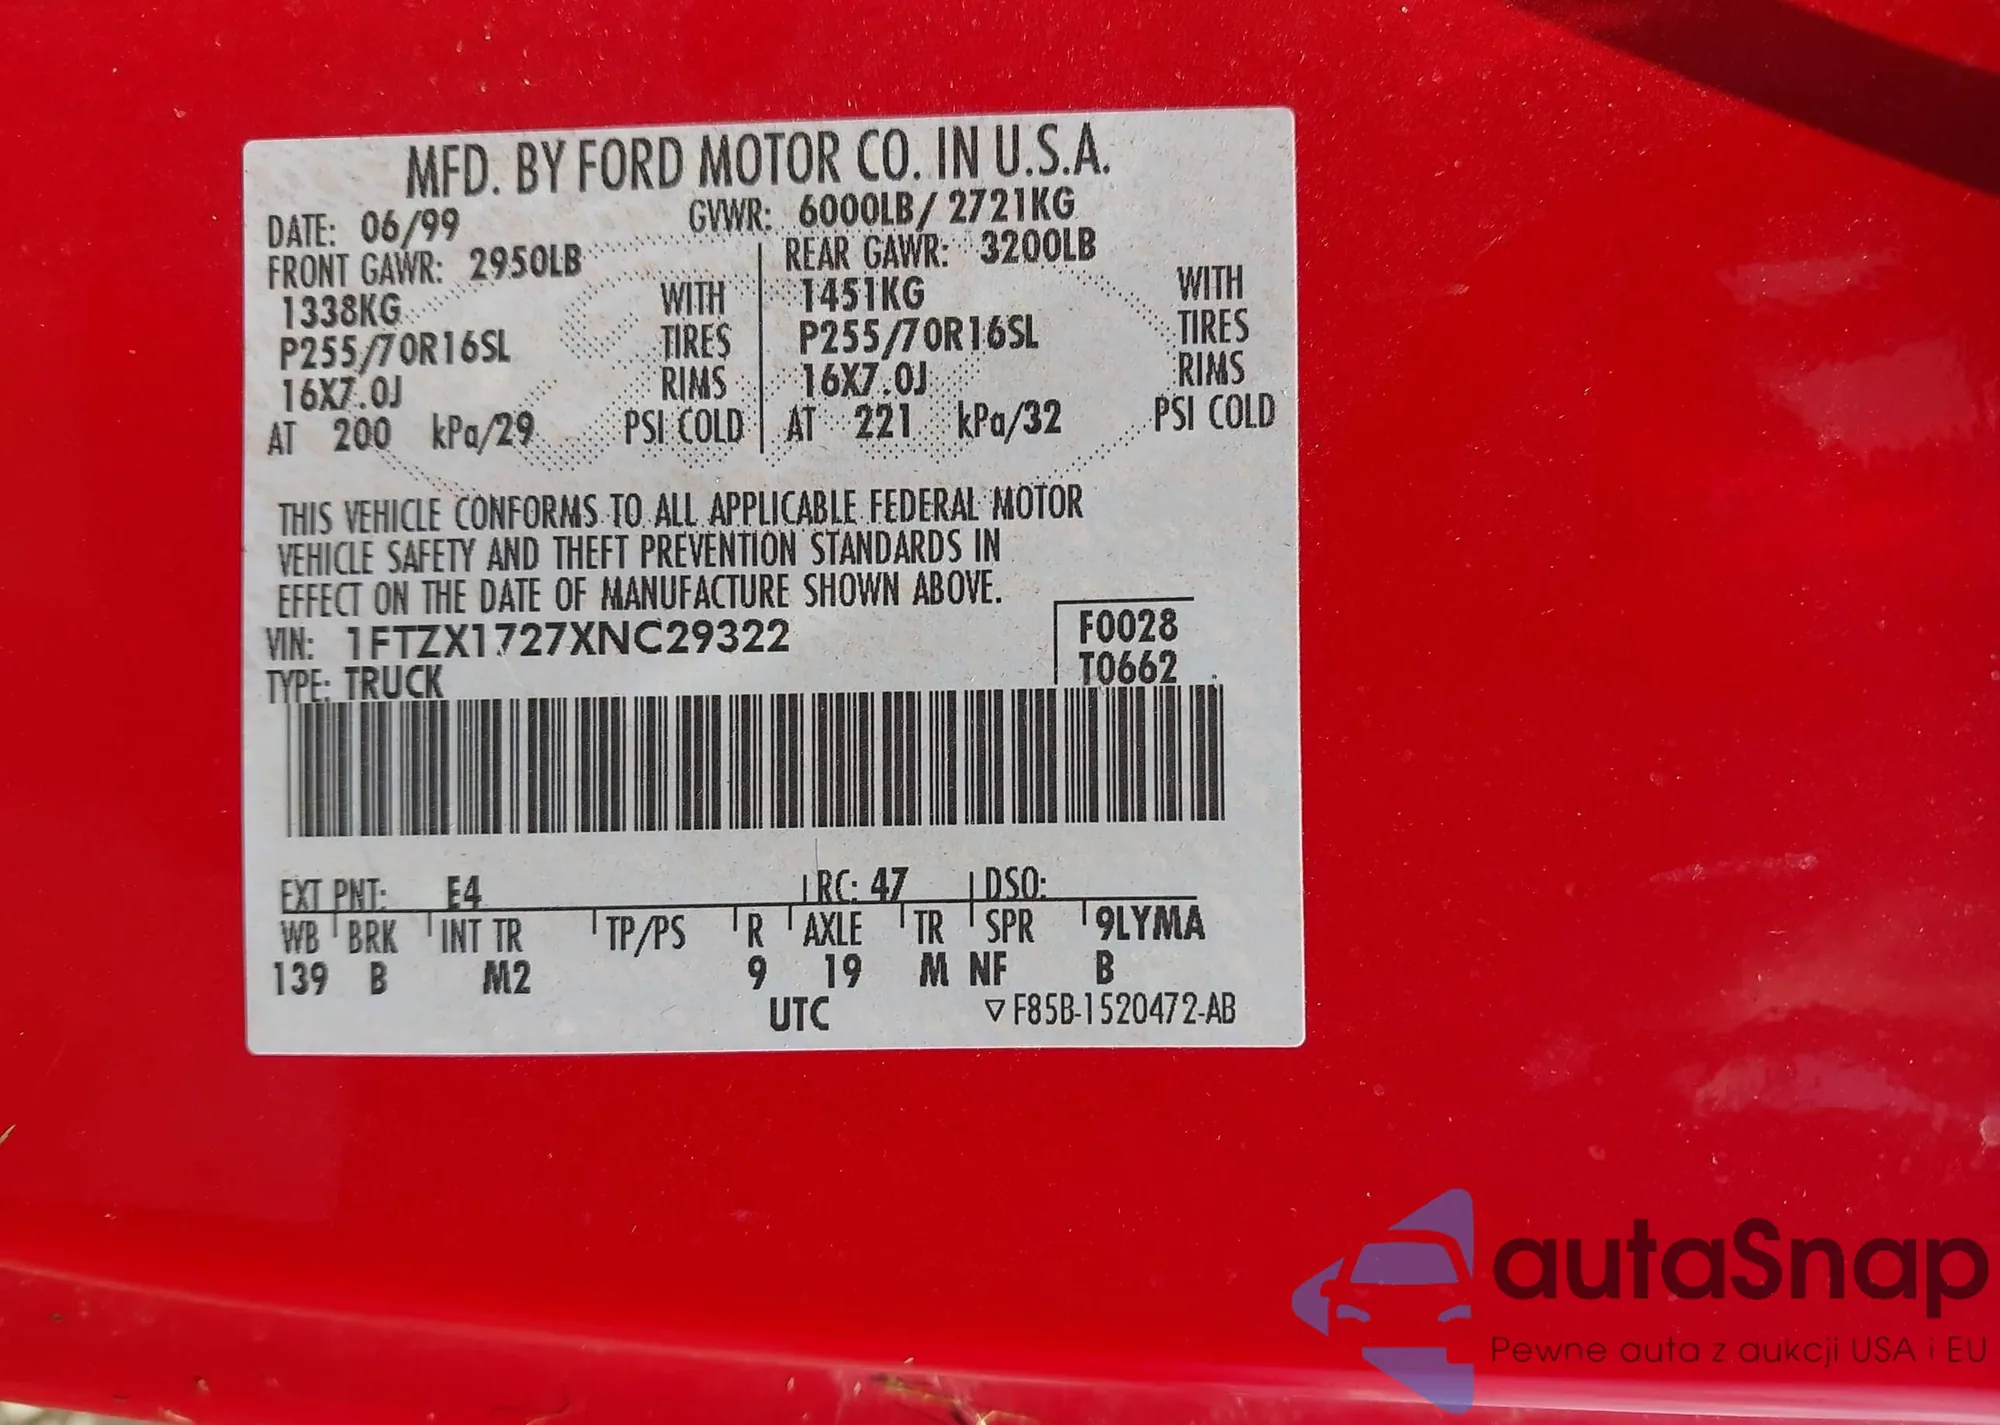 MFD. BY FORD MOTOR CO. IN U.S.A.
DATE: 06/99 GVWR: 6000LB/ 2721KG
FRONT GAWR: 2950LB REAR GAWR: 3200LB
1338KG WITH 1451KG WITH
P255/70R16SL TIRES P255/70R16SL TIRES
16X7.0J RIMS 16X7.0J RIMS
AT 200 kPa/29 PSI COLD AT 221 kPa/32 PSI COLD
THIS VEHICLE CONFORMS TO ALL APPLICABLE FEDERAL MOTOR
VEHICLE SAFETY AND THEFT PREVENTION STANDARDS IN
EFFECT ON THE DATE OF MANUFACTURE SHOWN ABOVE.
VIN: 1FTZX1727XNC29322 F0028
TYPE: TRUCK T0662
EXT PNT: E4 RC: 47 DSO:
WB BRK INT TR TP/PS R AXLE TR SPR 9LYMA
139 B M2 9 19 M NF B
UTC ▽ F85B-1520472-AB
autaSnap
Pewne auta z aukcji USA i EU